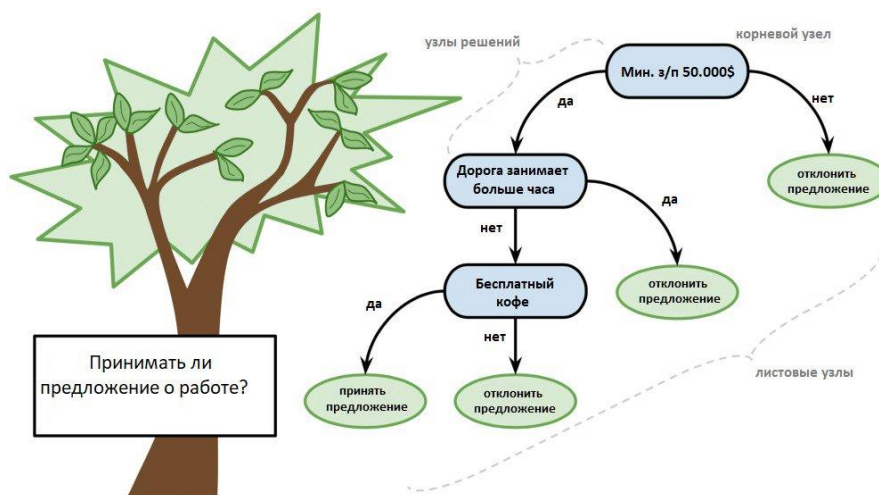 узлы решений
корневой узел
Мин. з/п 50.000$
да
нет
Дорога занимает
больше часа
отклонить
предложение
да
нет
Бесплатный
кофе
отклонить
предложение
да
нет
Принимать ли
предложение о работе?
принять
предложение
отклонить
предложение
листовые узлы